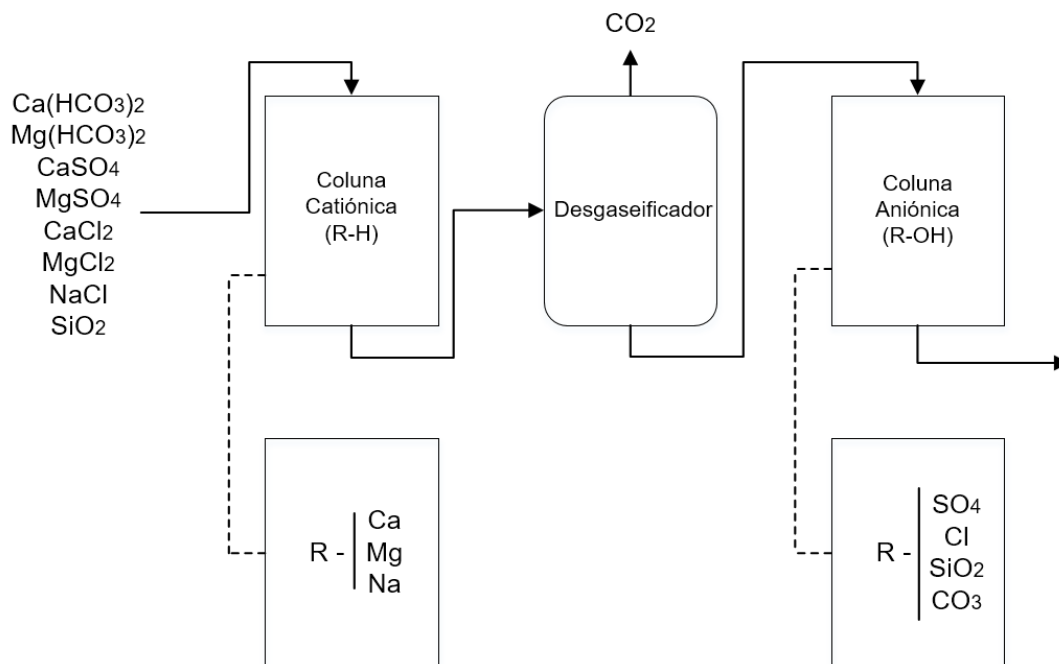 CO2
Ca(HCO3)2
Mg(HCO3)2
CaSO4
MgSO4
CaCl2
MgCl2
NaCl
SiO2
Coluna
Catiónica
(R-H)
Desgaseificador
Coluna
Aniónica
(R-OH)
Ca
R - Mg
Na
SO4
Cl
R - SiO2
CO3